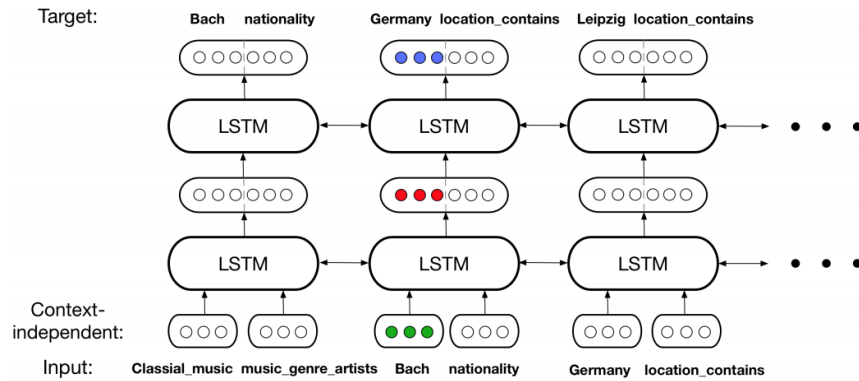 Target: Bach nationality Germany location_contains Leipzig location_contains
LSTM LSTM LSTM
LSTM LSTM LSTM
Context-
independent:
Input: Classial_music music_genre_artists Bach nationality Germany location_contains